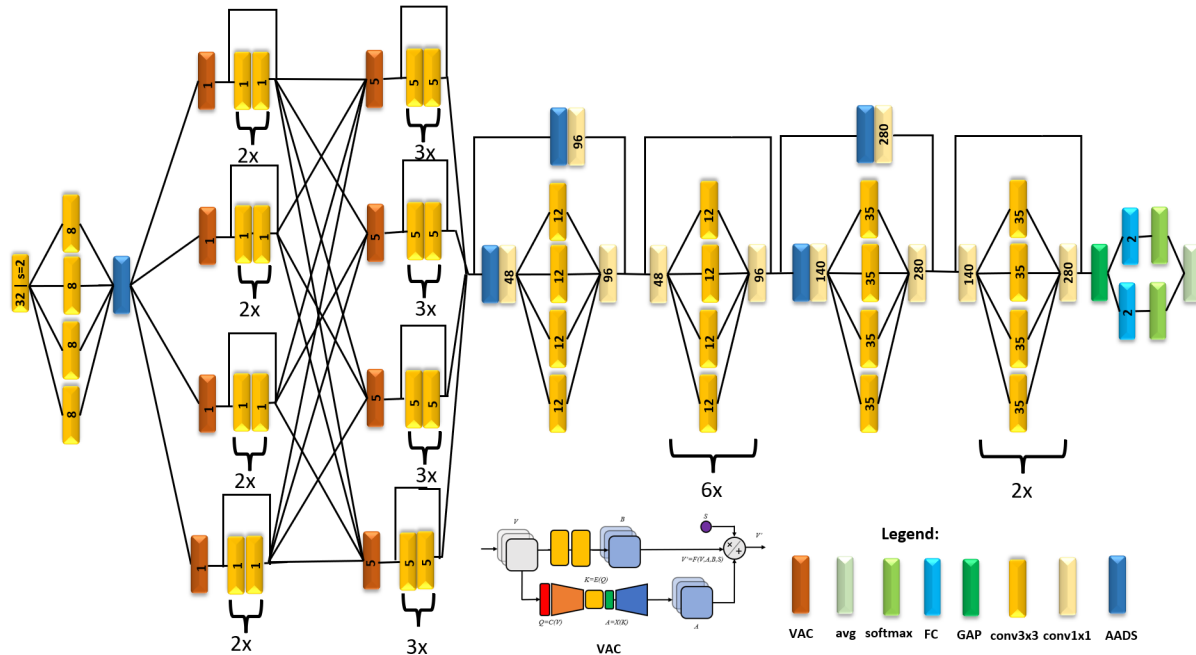 32 | s=2
8
8
8
8
1
1 1
2x
1
1 1
2x
1
1 1
2x
1
1 1
2x
5
5 5
3x
5
5 5
3x
5
5 5
3x
5
5 5
3x
96
48
12
12
12
12
96
48
12
12
12
12
96
6x
280
140
35
35
35
35
280
140
35
35
35
35
280
2x
2
2
V
B
S
V'
V'=F(V,A,B,S)
K=E(Q)
Q=C(V)
A=I(K)
A
VAC
Legend:
VAC avg softmax FC GAP conv3x3 conv1x1 AADS